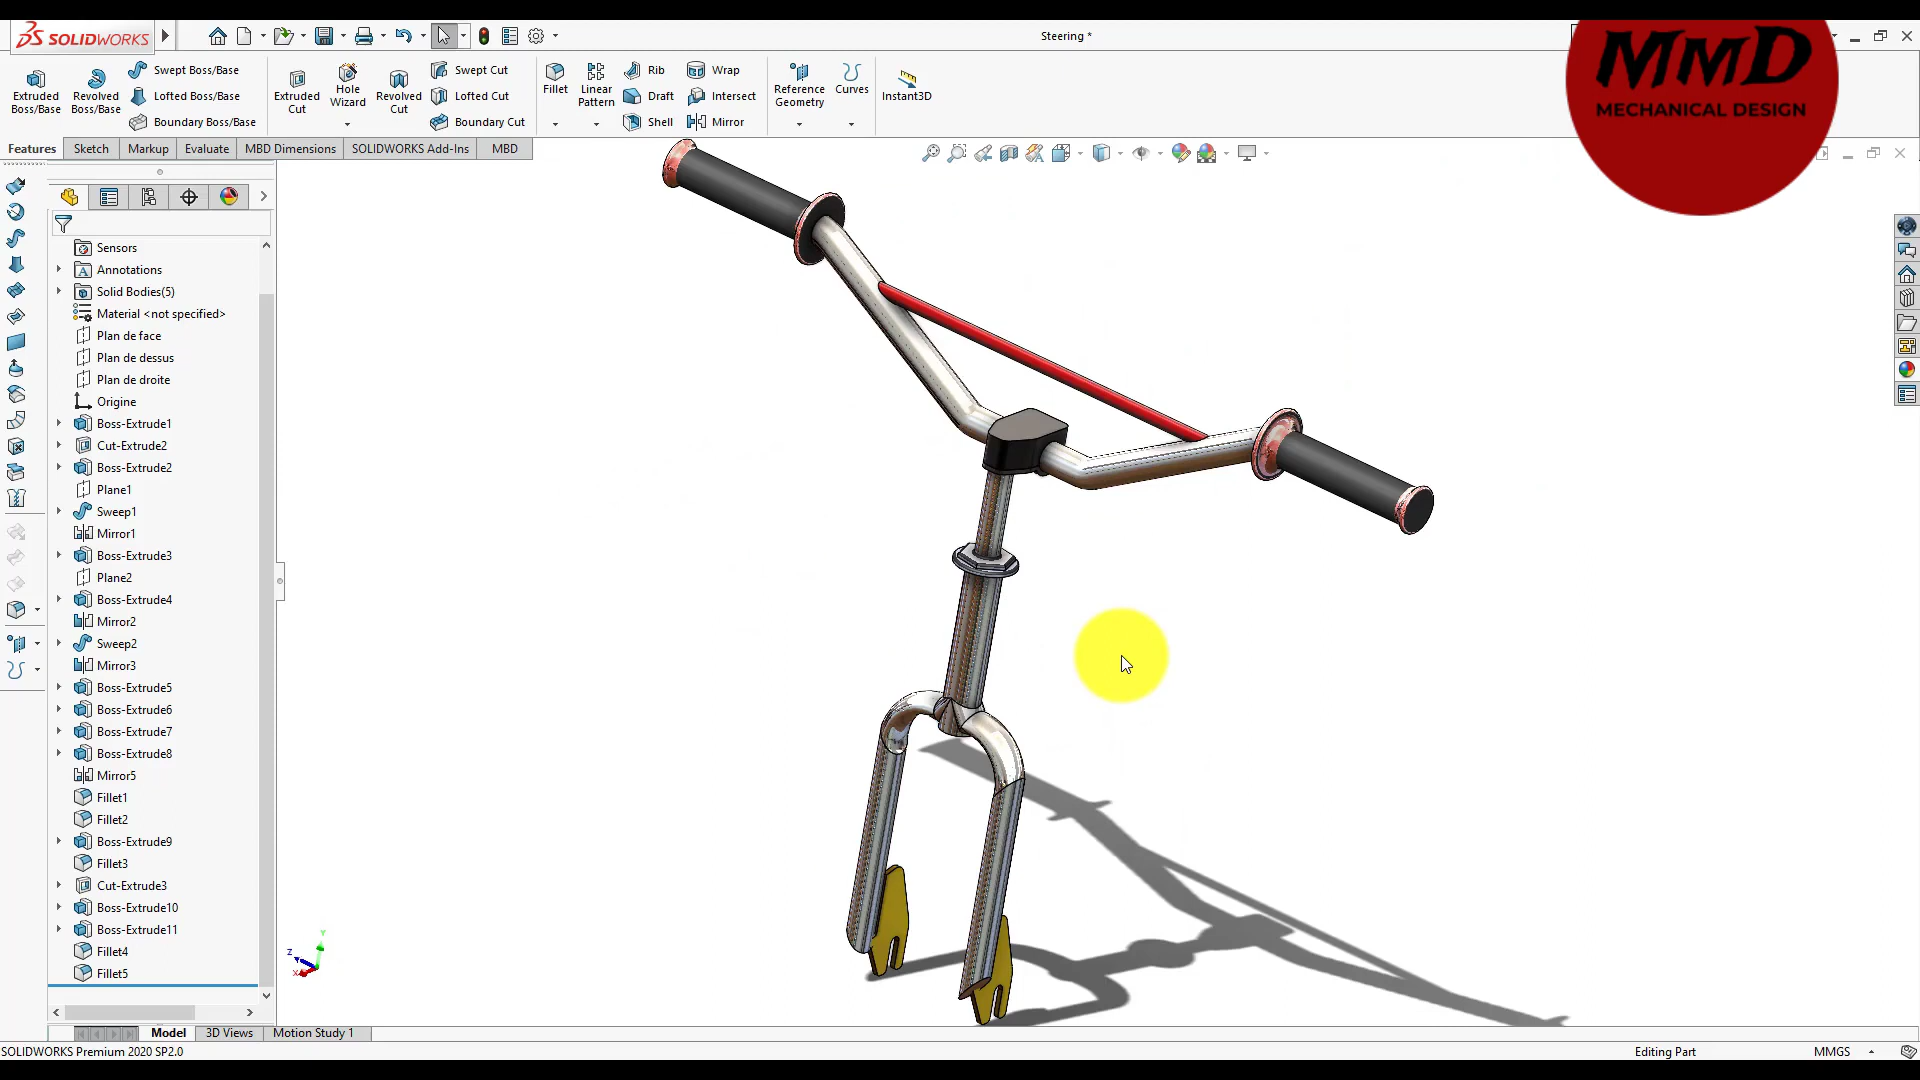 SOLIDWORKS
Steering *
MMD
MECHANICAL DESIGN
Extruded Boss/Base
Revolved Boss/Base
Swept Boss/Base
Lofted Boss/Base
Boundary Boss/Base
Extruded Cut
Hole Wizard
Revolved Cut
Swept Cut
Lofted Cut
Boundary Cut
Fillet
Linear Pattern
Rib
Draft
Shell
Wrap
Intersect
Mirror
Reference Geometry
Curves
Instant3D
Features
Sketch
Markup
Evaluate
MBD Dimensions
SOLIDWORKS Add-Ins
MBD
Sensors
Annotations
Solid Bodies(5)
Material <not specified>
Plan de face
Plan de dessus
Plan de droite
Origine
Boss-Extrude1
Cut-Extrude2
Boss-Extrude2
Plane1
Sweep1
Mirror1
Boss-Extrude3
Plane2
Boss-Extrude4
Mirror2
Sweep2
Mirror3
Boss-Extrude5
Boss-Extrude6
Boss-Extrude7
Boss-Extrude8
Mirror5
Fillet1
Fillet2
Boss-Extrude9
Fillet3
Cut-Extrude3
Boss-Extrude10
Boss-Extrude11
Fillet4
Fillet5
Y
Z
X
Model
3D Views
Motion Study 1
SOLIDWORKS Premium 2020 SP2.0
Editing Part
MMGS